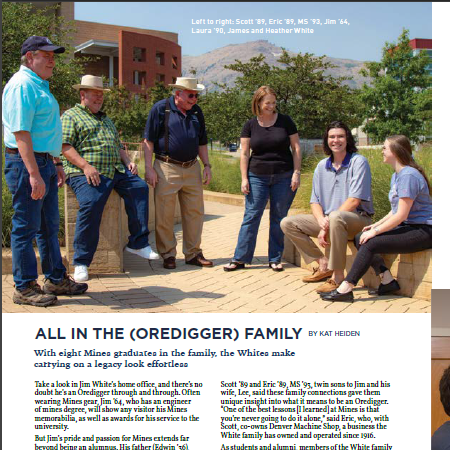 Left to right: Scott '89, Eric '89, MS '93, Jim '64,
Laura '90, James and Heather White
ALL IN THE (OREDIGGER) FAMILY BY KAT HEIDEN
With eight Mines graduates in the family, the Whites make
carrying on a legacy look effortless
Take a look in Jim White's home office, and there's no
doubt he's an Oredigger through and through. Often
wearing Mines gear, Jim '64, who has an engineer
of mines degree, will show any visitor his Mines
memorabilia, as well as awards for his service to the
university.
But Jim's pride and passion for Mines extends far
beyond being an alumnus. His father (Edwin '36)
Scott '89 and Eric '89, MS '93, twin sons to Jim and his
wife, Lee, said these family connections gave them
unique insight into what it means to be an Oredigger.
"One of the best lessons [I learned] at Mines is that
you're never going to do it alone," said Eric, who, with
Scott, co-owns Denver Machine Shop, a business the
White family has owned and operated since 1916.
As students and alumni, members of the White family